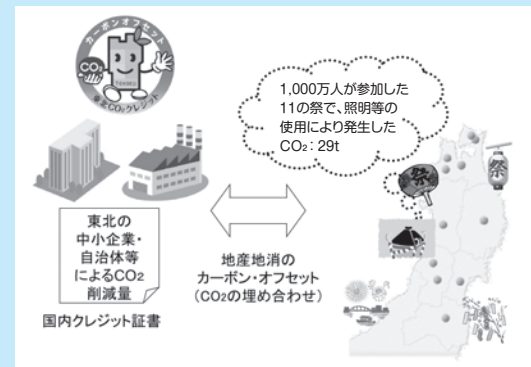 カーボンオフセット
CO₂
東北CO₂クレジット
1,000万人が参加した
11の祭で、照明等の
使用により発生した
CO₂：29t
祭
祭
東北の
中小企業・
自治体等
によるCO₂
削減量
国内クレジット証書
地産地消の
カーボン・オフセット
（CO₂の埋め合わせ）